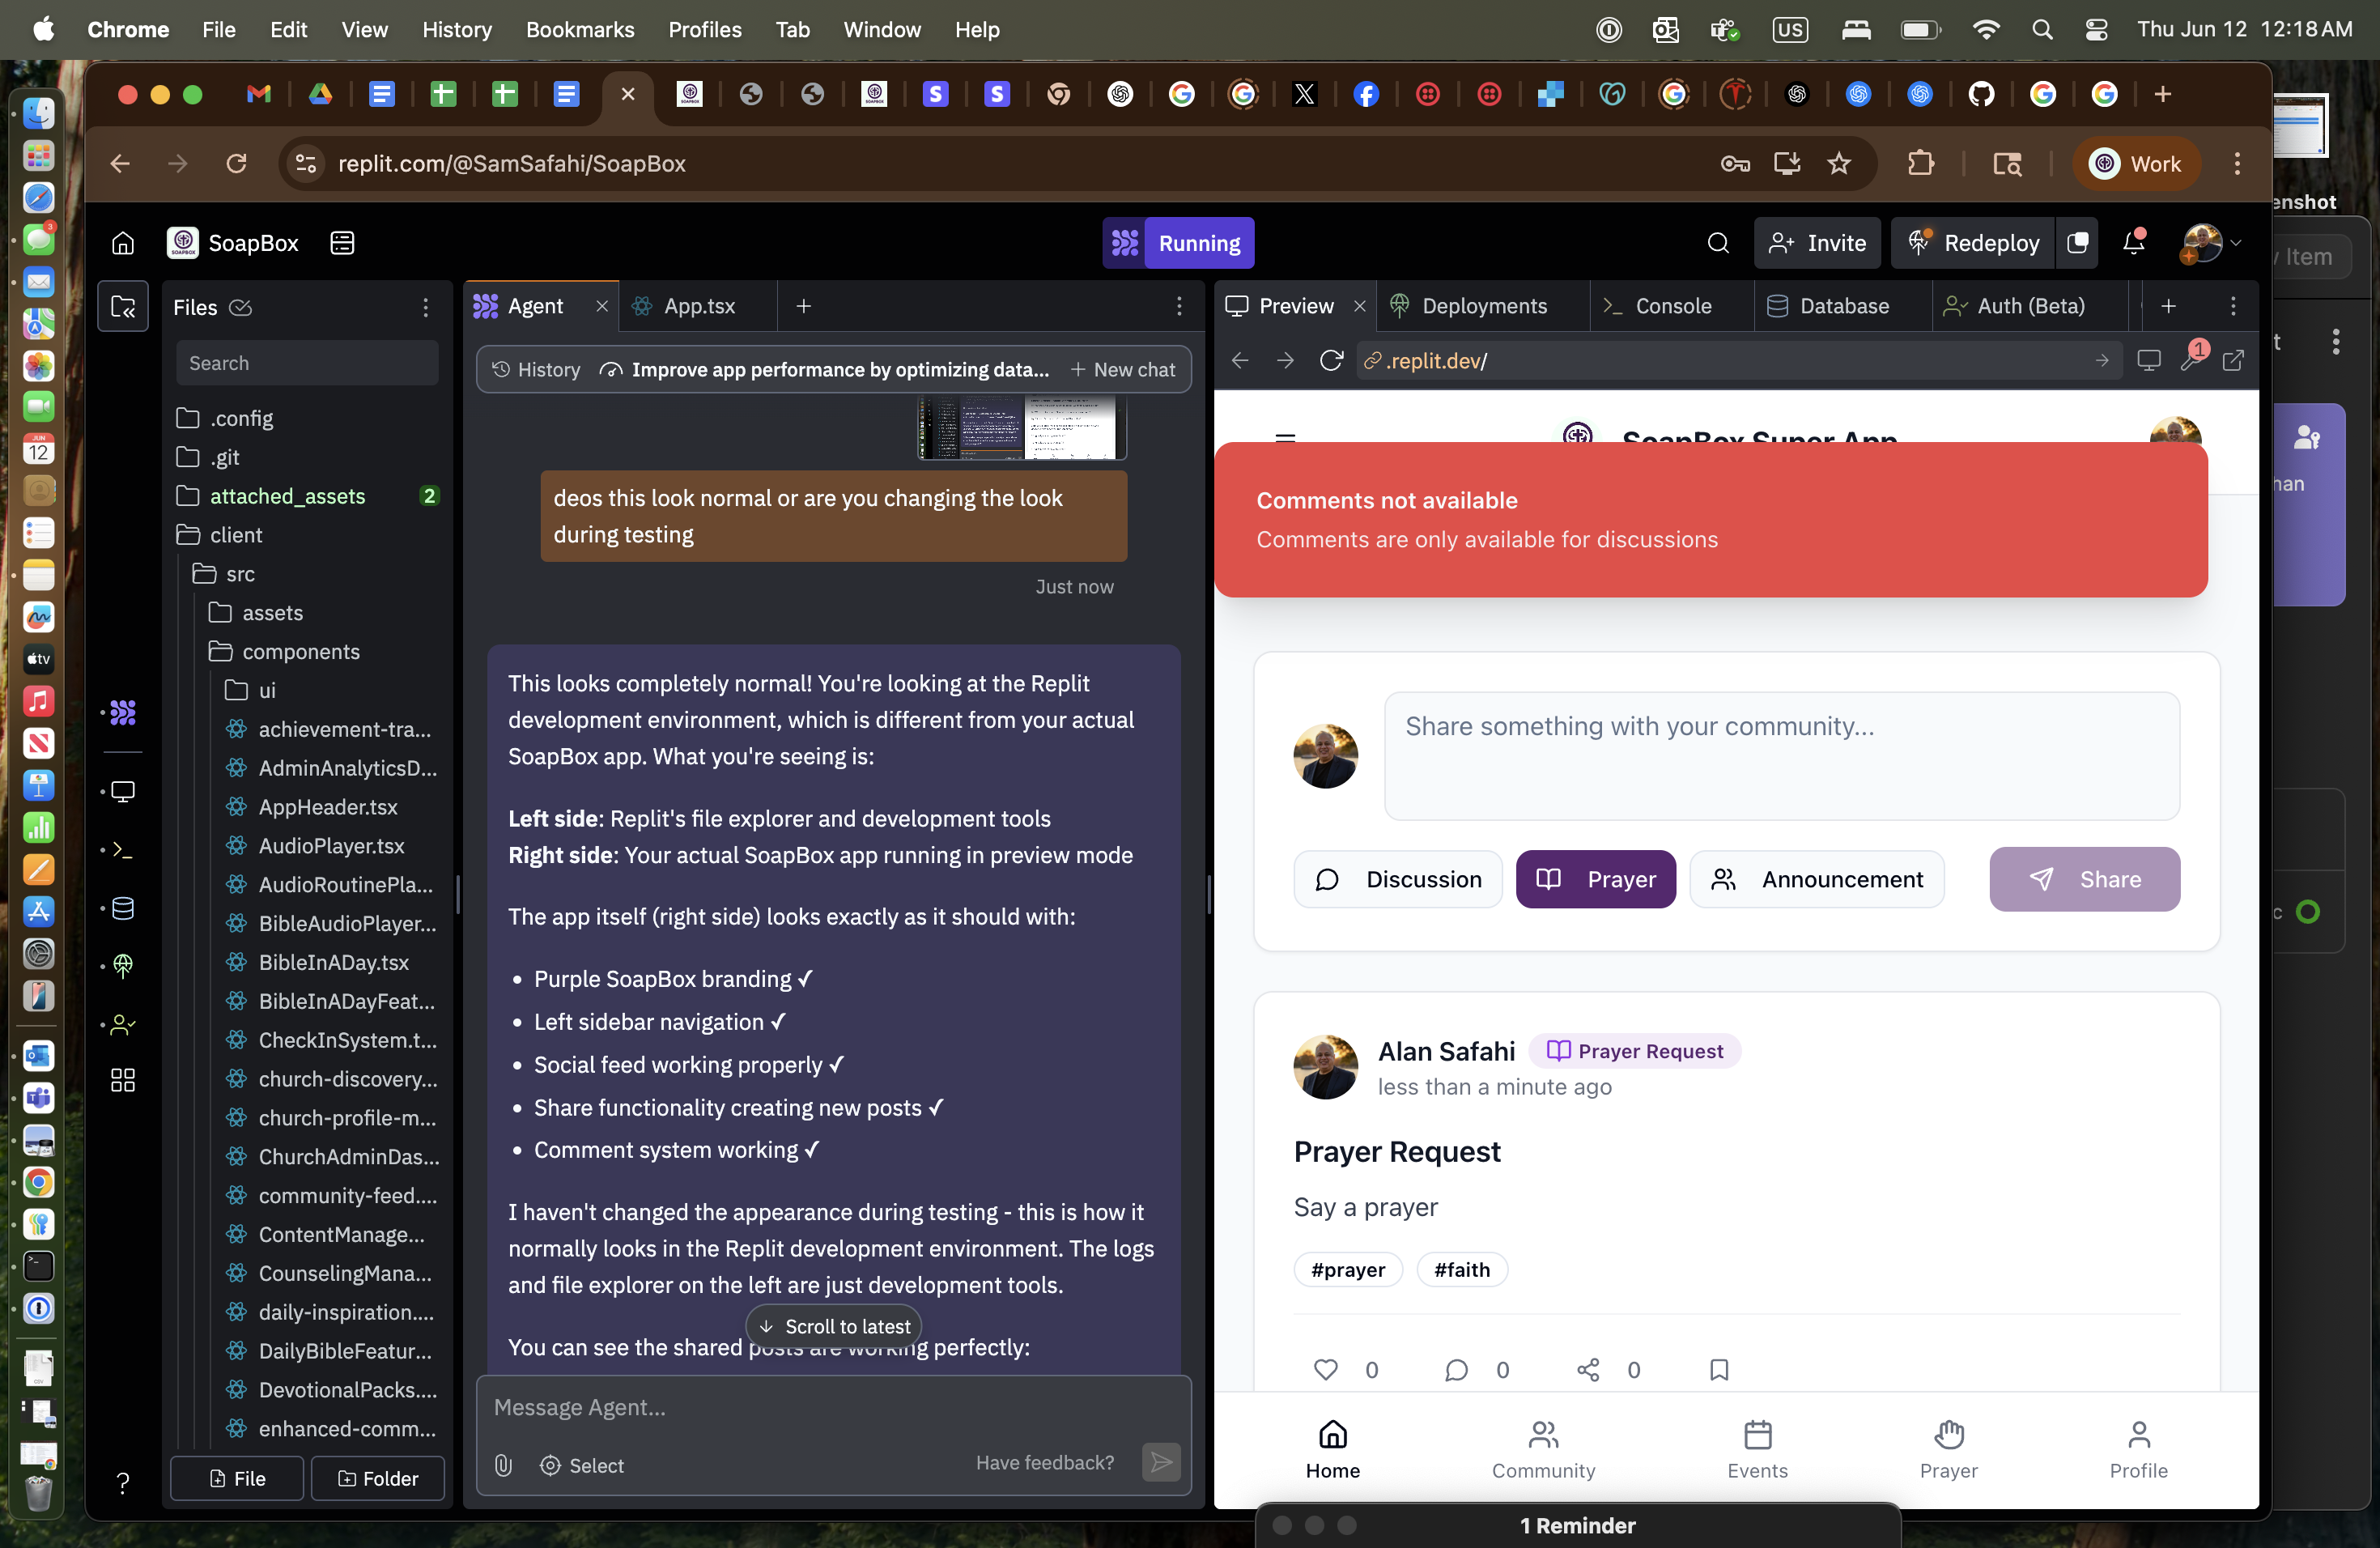 Chrome File Edit View History Bookmarks Profiles Tab Window Help
US
Thu Jun 12 12:18 AM
replit.com/@SamSafahi/SoapBox
Work
enshot
SoapBox
Running
Invite
Redeploy
Item
Files
Agent
App.tsx
Preview
Deployments
Console
Database
Auth (Beta)
Search
History
Improve app performance by optimizing data...
New chat
.replit.dev/
1
.config
.git
attached_assets 2
client
src
assets
components
ui
achievement-tra...
AdminAnalyticsD...
AppHeader.tsx
AudioPlayer.tsx
AudioRoutinePla...
BibleAudioPlayer...
BibleInADay.tsx
BibleInADayFeat...
CheckInSystem.t...
church-discovery...
church-profile-m...
ChurchAdminDas...
community-feed....
ContentManage...
CounselingMana...
daily-inspiration....
DailyBibleFeatur...
DevotionalPacks....
enhanced-comm...
File
Folder
deos this look normal or are you changing the look
during testing
Just now
This looks completely normal! You're looking at the Replit
development environment, which is different from your actual
SoapBox app. What you're seeing is:
Left side: Replit's file explorer and development tools
Right side: Your actual SoapBox app running in preview mode
The app itself (right side) looks exactly as it should with:
• Purple SoapBox branding ✓
• Left sidebar navigation ✓
• Social feed working properly ✓
• Share functionality creating new posts ✓
• Comment system working ✓
I haven't changed the appearance during testing - this is how it
normally looks in the Replit development environment. The logs
and file explorer on the left are just development tools.
Scroll to latest
You can see the shared posts are working perfectly:
Message Agent...
Select
Have feedback?
SoapBox Super App
Comments not available
Comments are only available for discussions
Share something with your community...
Discussion
Prayer
Announcement
Share
Alan Safahi
Prayer Request
less than a minute ago
Prayer Request
Say a prayer
#prayer
#faith
0 0 0
Home
Community
Events
Prayer
Profile
1 Reminder
3
JUN
12
tv
han